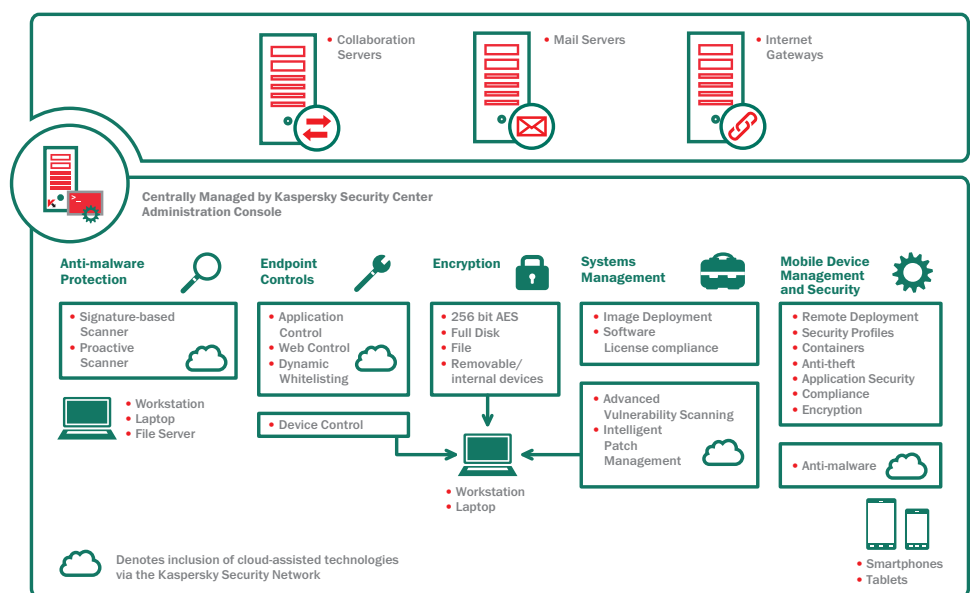 • Collaboration
Servers
• Mail Servers
• Internet
Gateways
Centrally Managed by Kaspersky Security Center
Administration Console
Anti-malware
Protection
• Signature-based
Scanner
• Proactive
Scanner
• Workstation
• Laptop
• File Server
Endpoint
Controls
• Application
Control
• Web Control
• Dynamic
Whitelisting
• Device Control
Encryption
• 256 bit AES
• Full Disk
• File
• Removable/
internal devices
• Workstation
• Laptop
Systems
Management
• Image Deployment
• Software
License compliance
• Advanced
Vulnerability Scanning
• Intelligent
Patch
Management
Mobile Device
Management
and Security
• Remote Deployment
• Security Profiles
• Containers
• Anti-theft
• Application Security
• Compliance
• Encryption
• Anti-malware
• Smartphones
• Tablets
Denotes inclusion of cloud-assisted technologies
via the Kaspersky Security Network